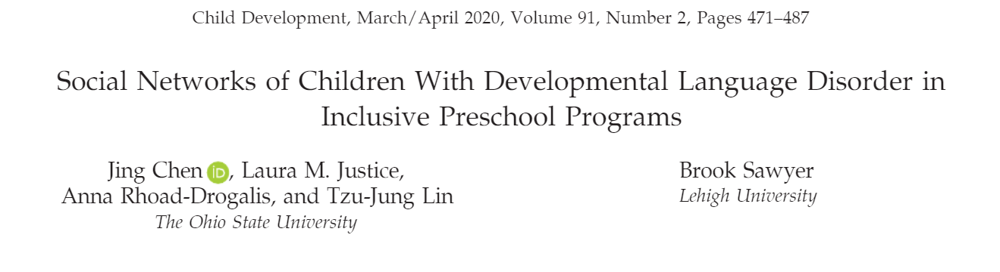 Child Development, March/April 2020, Volume 91, Number 2, Pages 471–487
Social Networks of Children With Developmental Language Disorder in
Inclusive Preschool Programs
Jing Chen iD, Laura M. Justice,
Anna Rhoad-Drogalis, and Tzu-Jung Lin
The Ohio State University
Brook Sawyer
Lehigh University